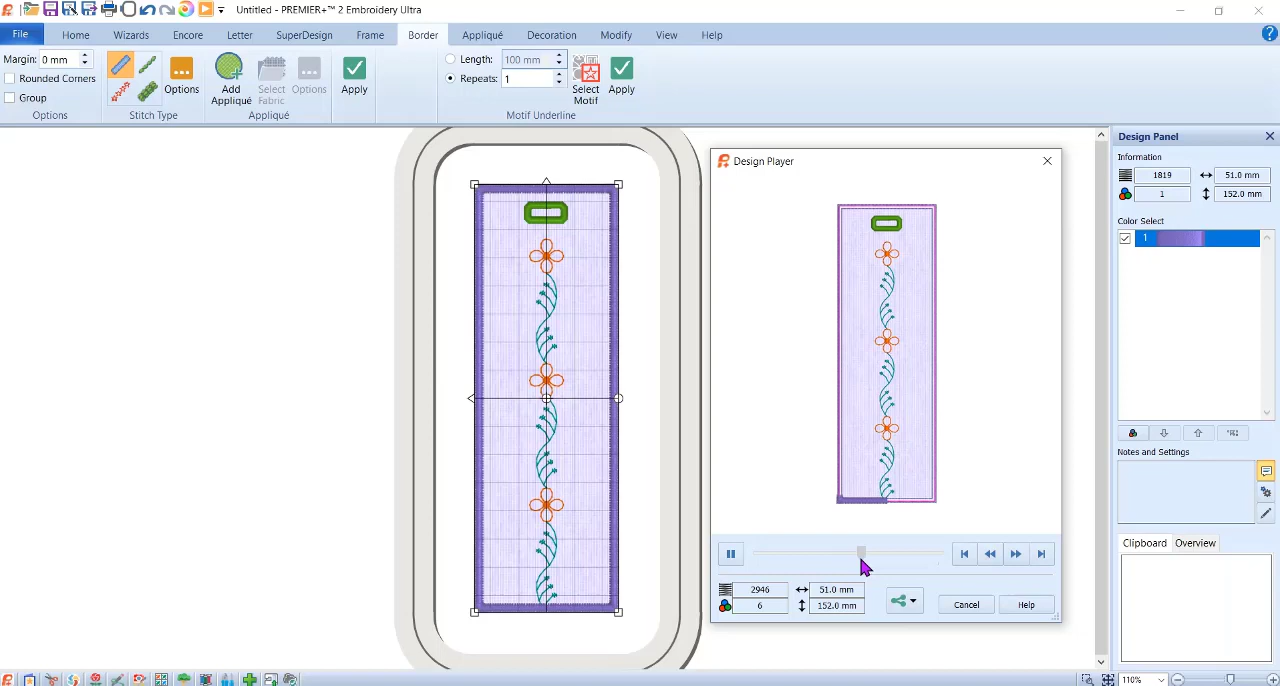 Untitled - PREMIER+™ 2 Embroidery Ultra
File Home Wizards Encore Letter SuperDesign Frame Border Appliqué Decoration Modify View Help
Margin: 0 mm
Rounded Corners
Group
Options
Options
Stitch Type
Add Appliqué
Select Fabric
Options
Appliqué
Apply
Length: 100 mm
Repeats: 1
Select Motif
Apply
Motif Underline
Design Player
2946 51.0 mm
6 152.0 mm
Cancel Help
Design Panel
Information
1819 51.0 mm
1 152.0 mm
Color Select
1
Notes and Settings
Clipboard Overview
110%